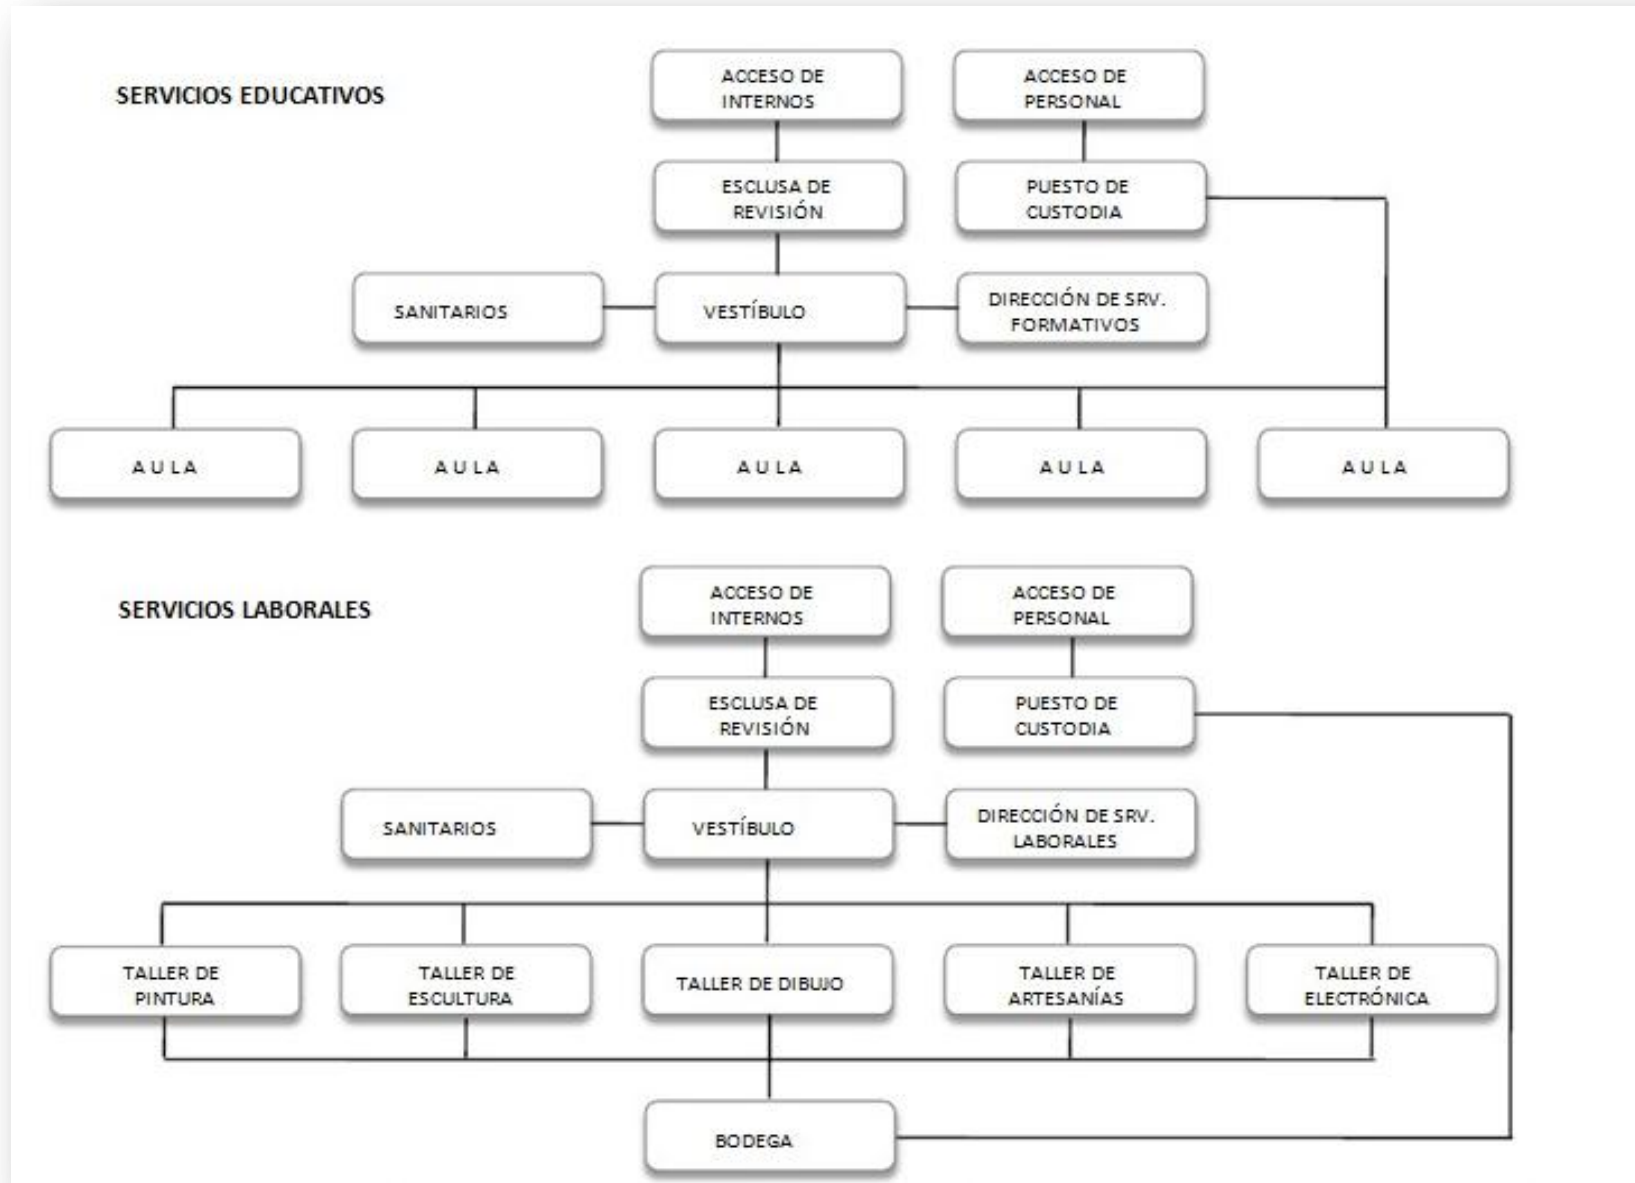 SERVICIOS EDUCATIVOS
ACCESO DE
INTERNOS
ACCESO DE
PERSONAL
ESCLUSA DE
REVISIÓN
PUESTO DE
CUSTODIA
SANITARIOS
VESTÍBULO
DIRECCIÓN DE SRV.
FORMATIVOS
A U L A
A U L A
A U L A
A U L A
A U L A
SERVICIOS LABORALES
ACCESO DE
INTERNOS
ACCESO DE
PERSONAL
ESCLUSA DE
REVISIÓN
PUESTO DE
CUSTODIA
SANITARIOS
VESTÍBULO
DIRECCIÓN DE SRV.
LABORALES
TALLER DE
PINTURA
TALLER DE
ESCULTURA
TALLER DE DIBUJO
TALLER DE
ARTESANÍAS
TALLER DE
ELECTRÓNICA
BODEGA